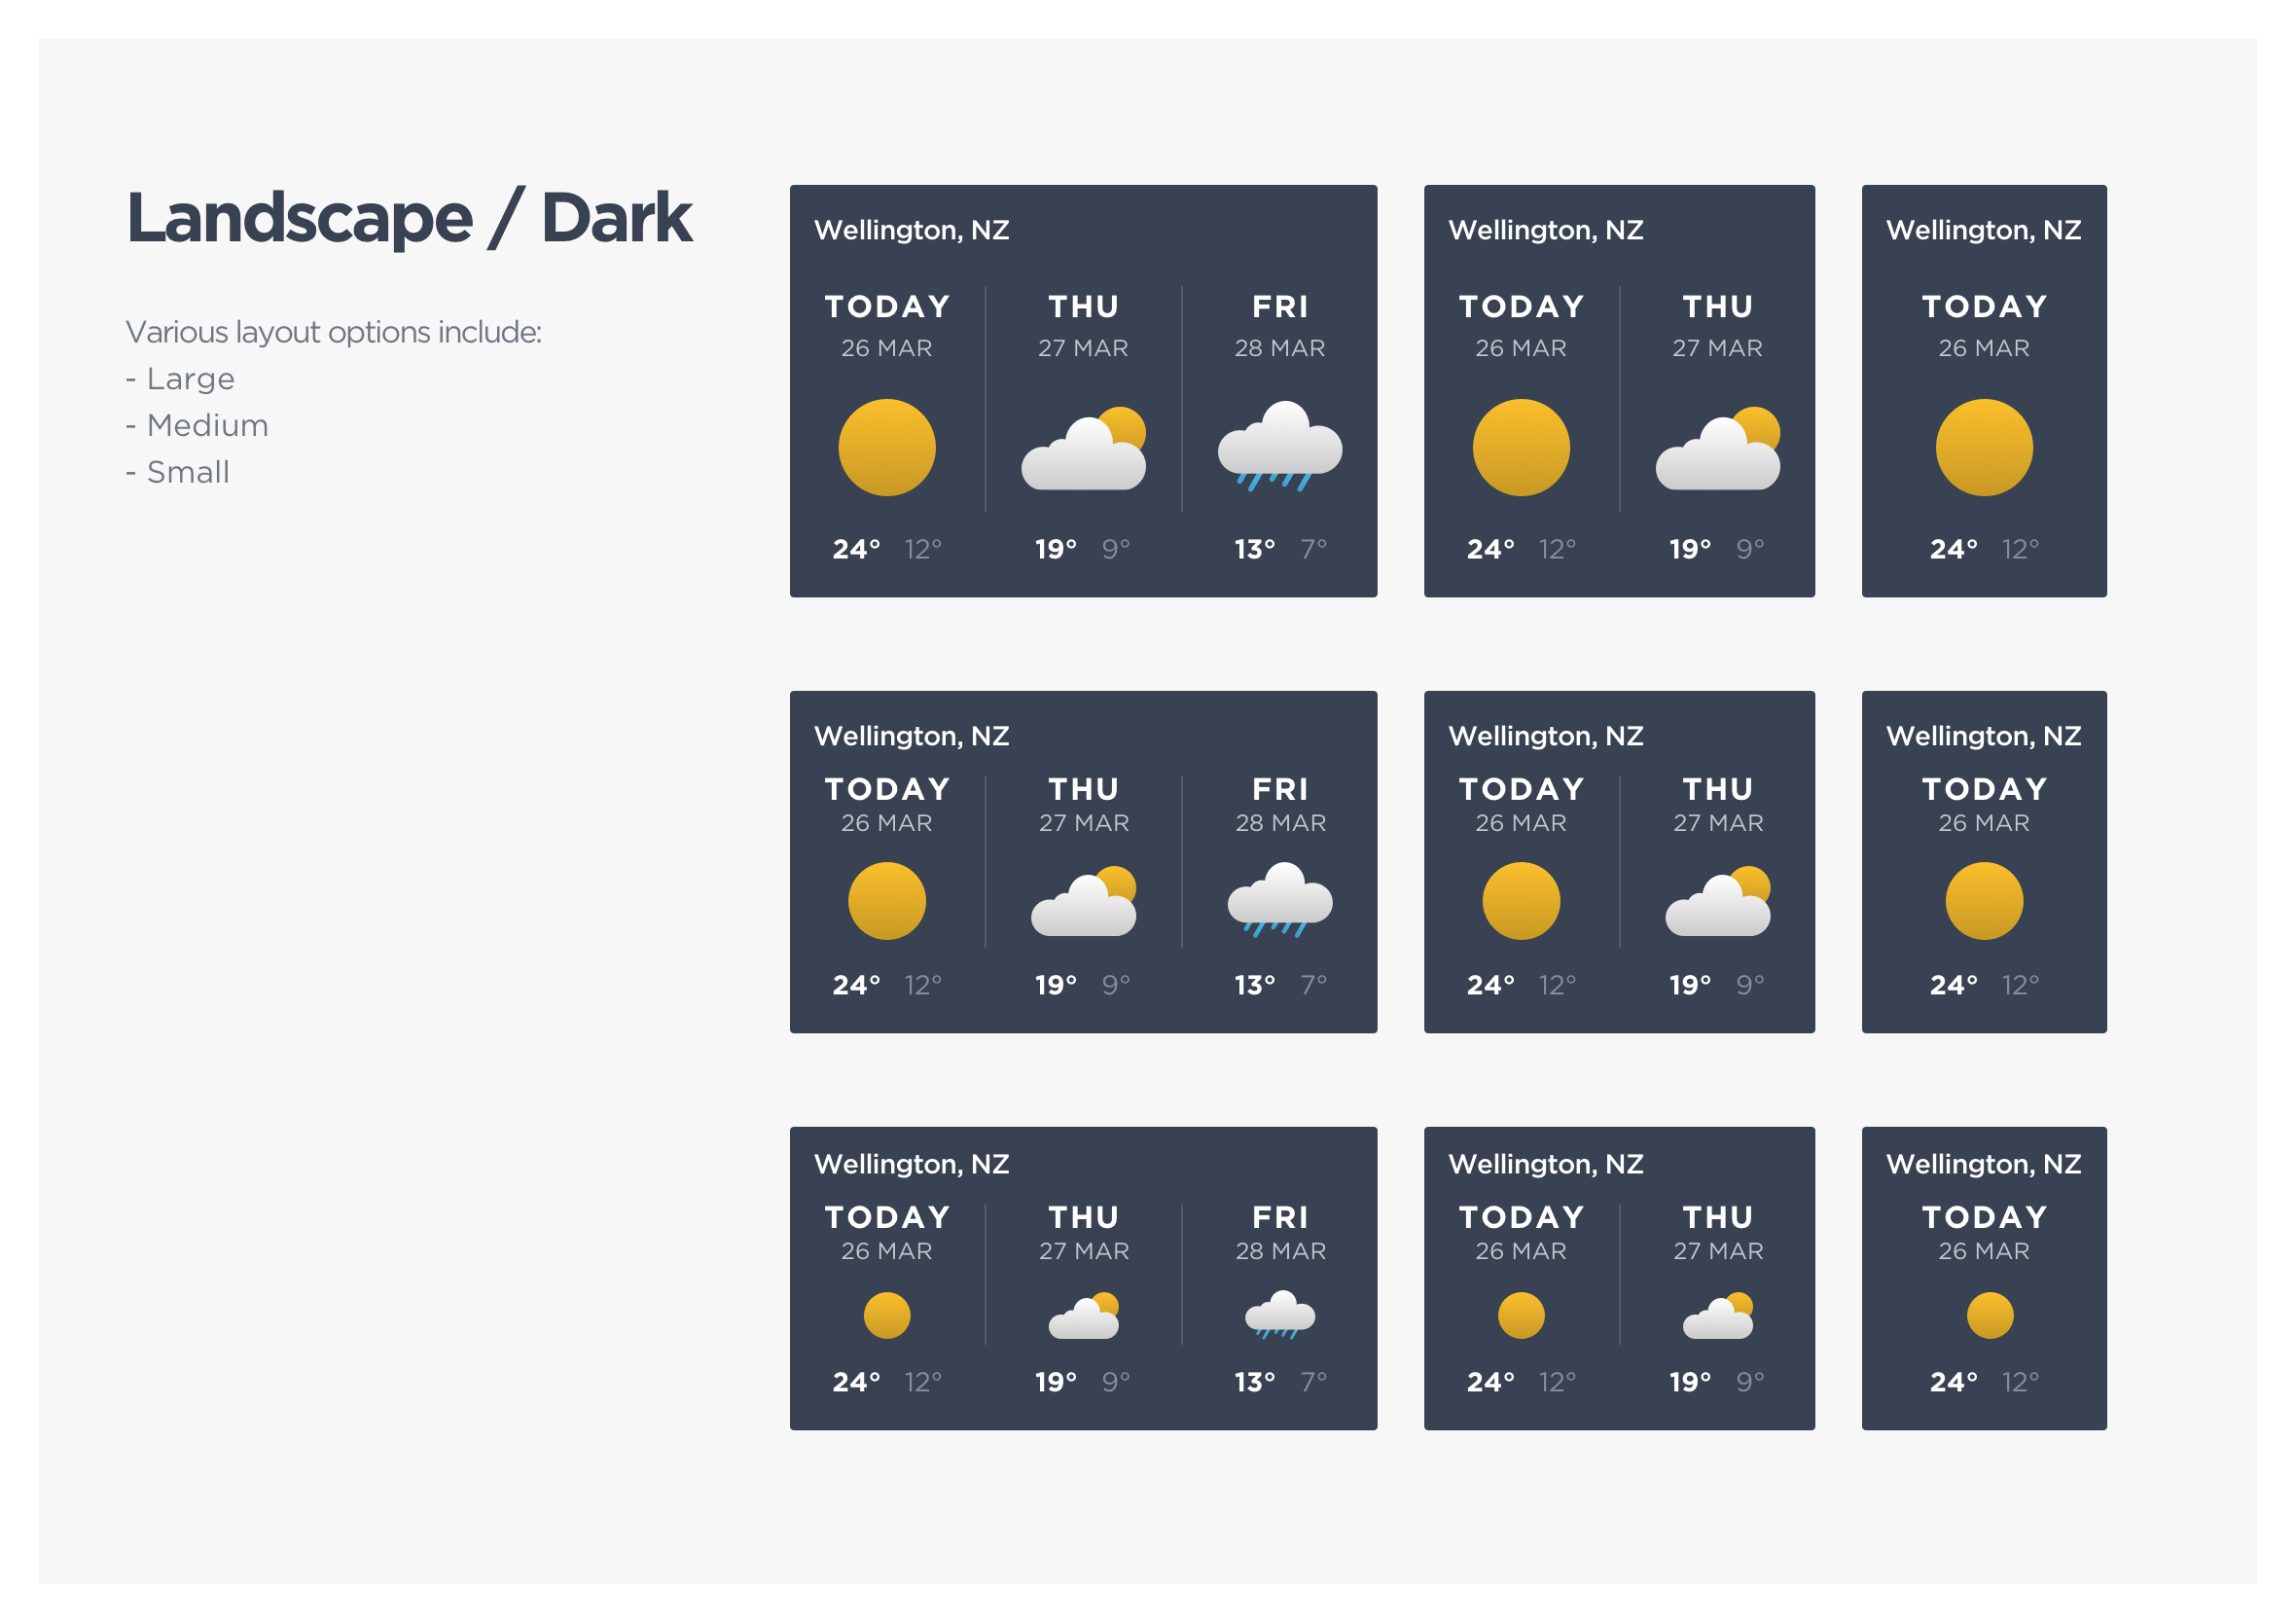 Landscape / Dark
Various layout options include:
- Large
- Medium
- Small
Wellington, NZ
TODAY THU FRI
26 MAR 27 MAR 28 MAR
24° 12° 19° 9° 13° 7°
Wellington, NZ
TODAY THU
26 MAR 27 MAR
24° 12° 19° 9°
Wellington, NZ
TODAY
26 MAR
24° 12°
Wellington, NZ
TODAY THU FRI
26 MAR 27 MAR 28 MAR
24° 12° 19° 9° 13° 7°
Wellington, NZ
TODAY THU
26 MAR 27 MAR
24° 12° 19° 9°
Wellington, NZ
TODAY
26 MAR
24° 12°
Wellington, NZ
TODAY THU FRI
26 MAR 27 MAR 28 MAR
24° 12° 19° 9° 13° 7°
Wellington, NZ
TODAY THU
26 MAR 27 MAR
24° 12° 19° 9°
Wellington, NZ
TODAY
26 MAR
24° 12°